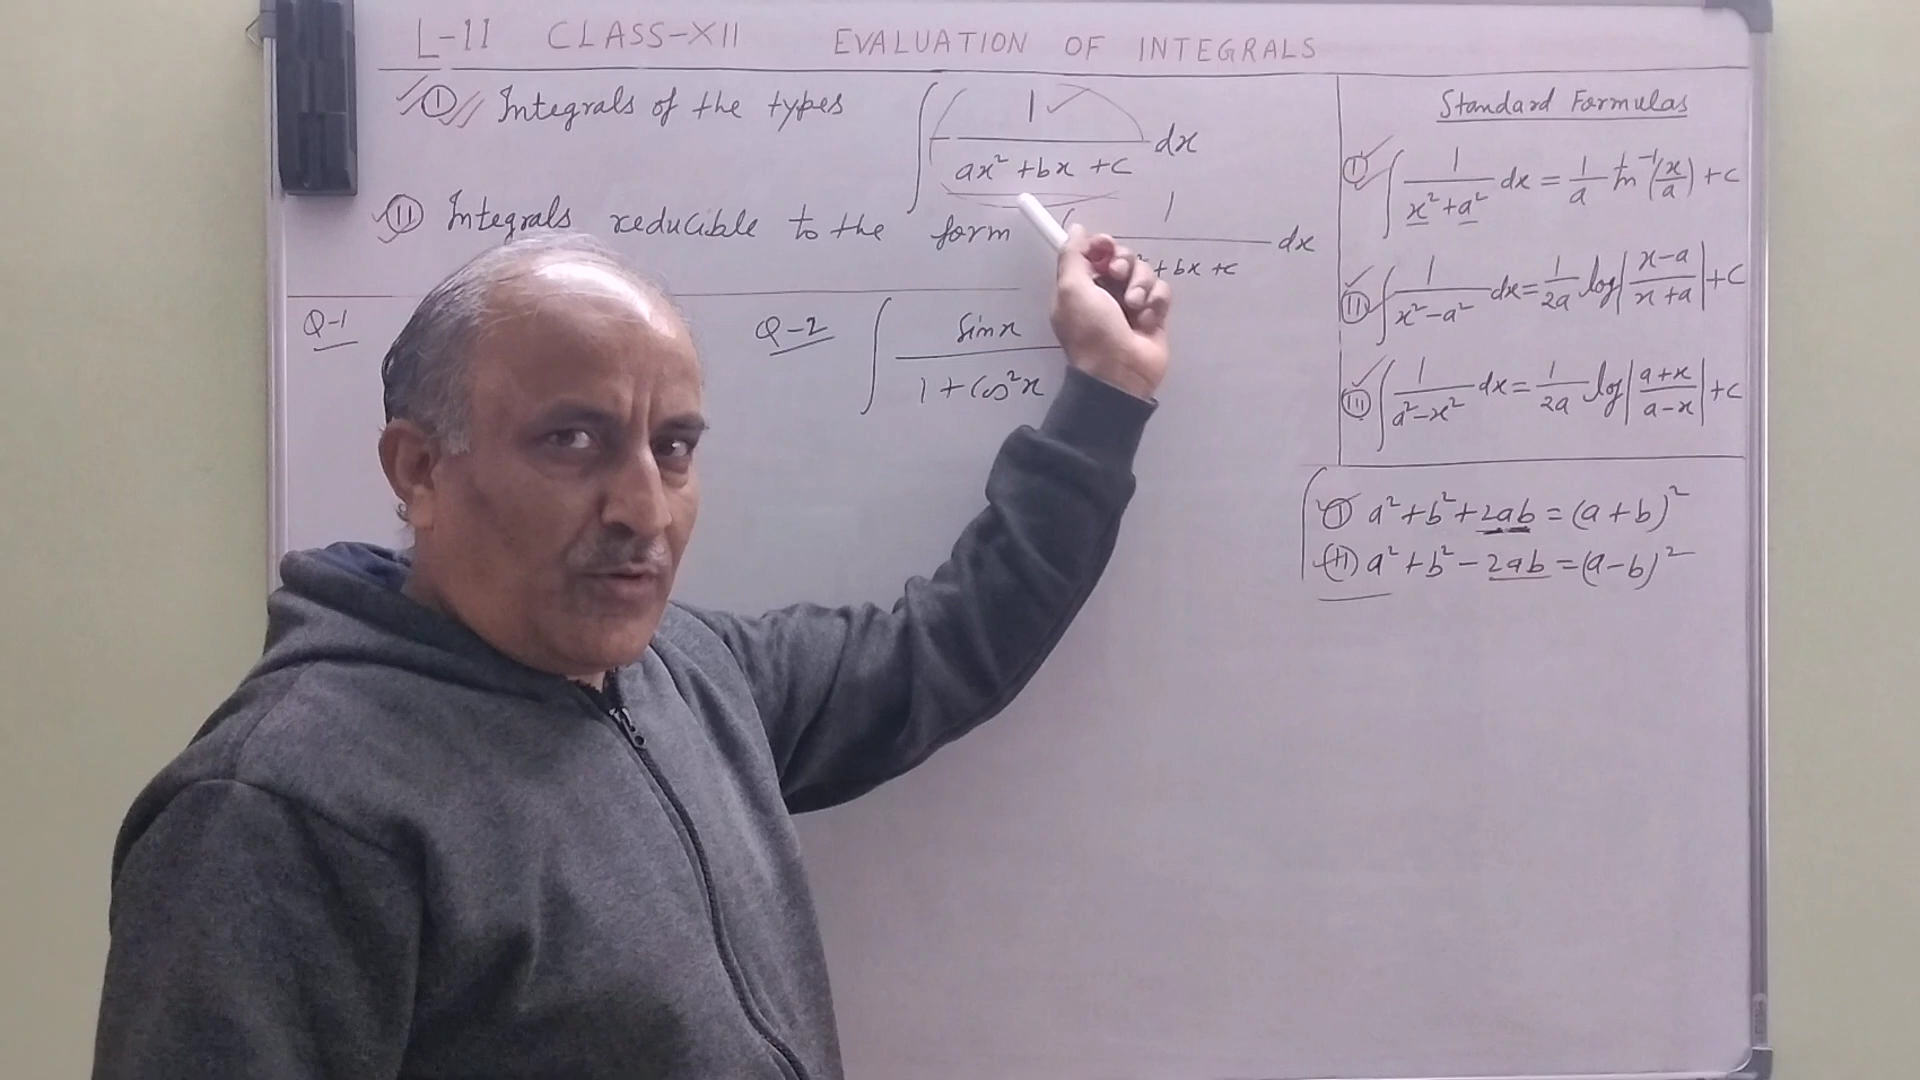 L-11 CLASS-XII EVALUATION OF INTEGRALS
(I) Integrals of the types ∫ 1/(ax² + bx + c) dx
(II) Integrals reducible to the form 1/(² + bx + c) dx
Q-1
Q-2 ∫ Sinx/(1 + Cos²x)
Standard Formulas
(I) ∫ 1/(x² + a²) dx = 1/a tan⁻¹(x/a) + c
(II) ∫ 1/(x² - a²) dx = 1/2a log|(x-a)/(x+a)| + c
(III) ∫ 1/(a² - x²) dx = 1/2a log|(a+x)/(a-x)| + c
(I) a² + b² + 2ab = (a + b)²
(II) a² + b² - 2ab = (a - b)²